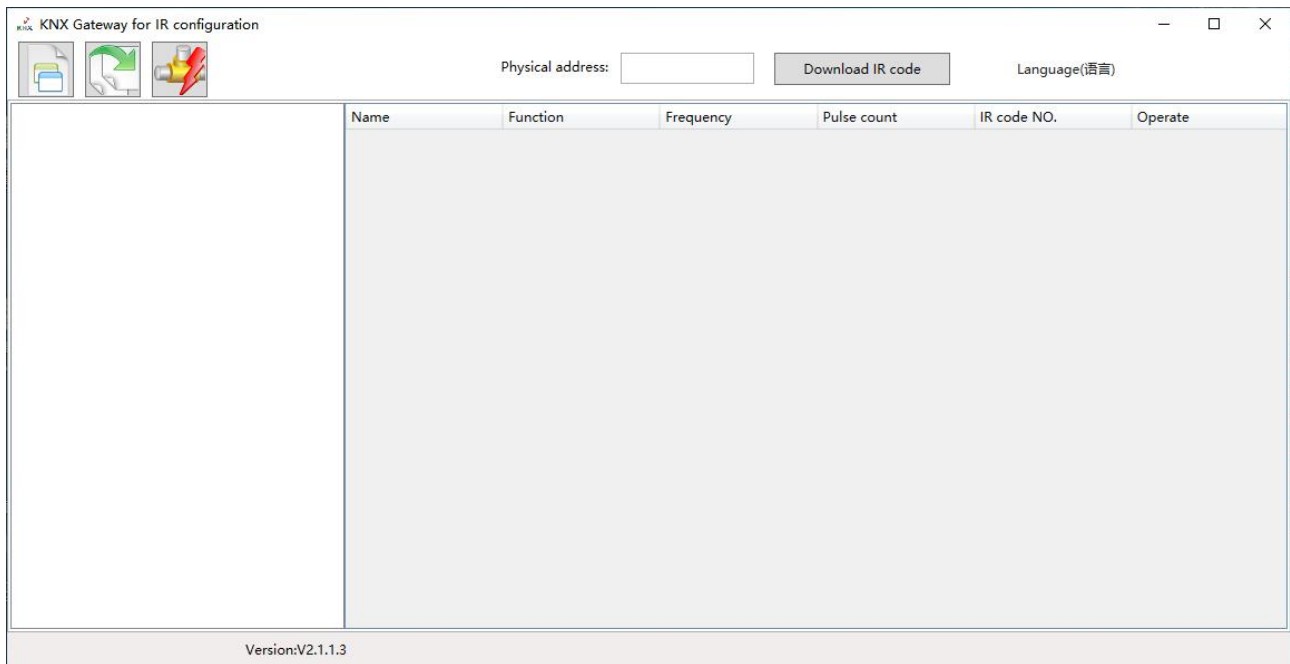 KNX KNX Gateway for IR configuration
Physical address: Download IR code Language(语言)
Name Function Frequency Pulse count IR code NO. Operate
Version:V2.1.1.3